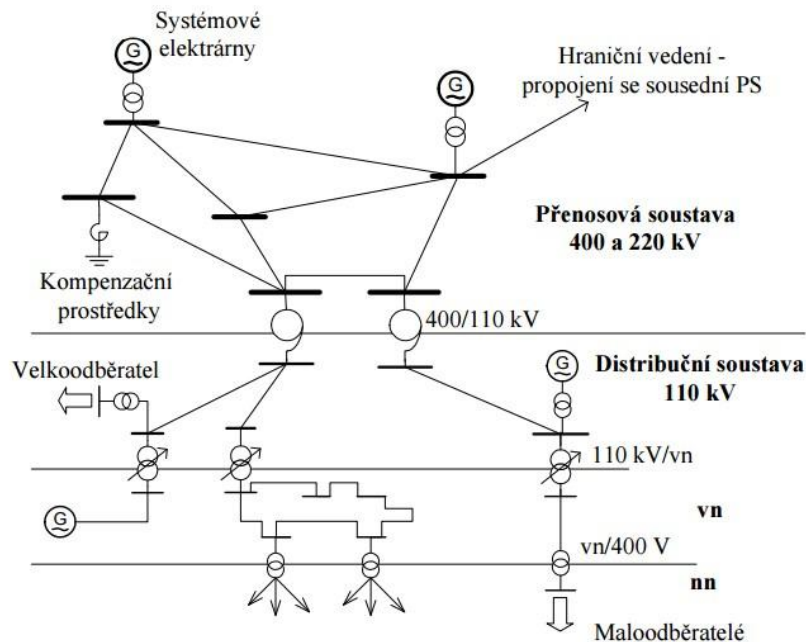 Systémové
elektrárny
G
Hraniční vedení -
propojení se sousední PS
G
Přenosová soustava
400 a 220 kV
Kompenzační
prostředky
400/110 kV
Velkoodběratel
G
Distribuční soustava
110 kV
110 kV/vn
G
vn
vn/400 V
nn
Maloodběratelé